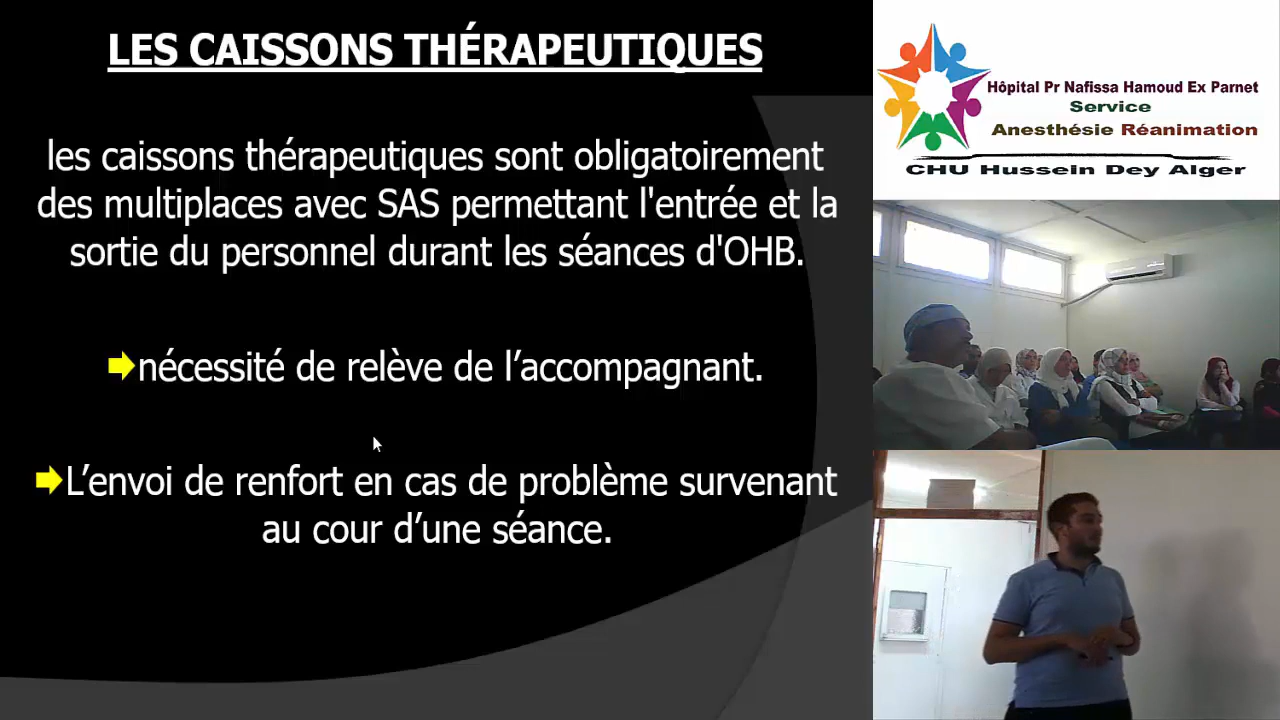 LES CAISSONS THÉRAPEUTIQUES
les caissons thérapeutiques sont obligatoirement
des multiplaces avec SAS permettant l'entrée et la
sortie du personnel durant les séances d'OHB.
nécessité de relève de l’accompagnant.
L’envoi de renfort en cas de problème survenant
au cour d’une séance.
Hôpital Pr Nafissa Hamoud Ex Parnet
Service
Anesthésie Réanimation
CHU Hussein Dey Alger